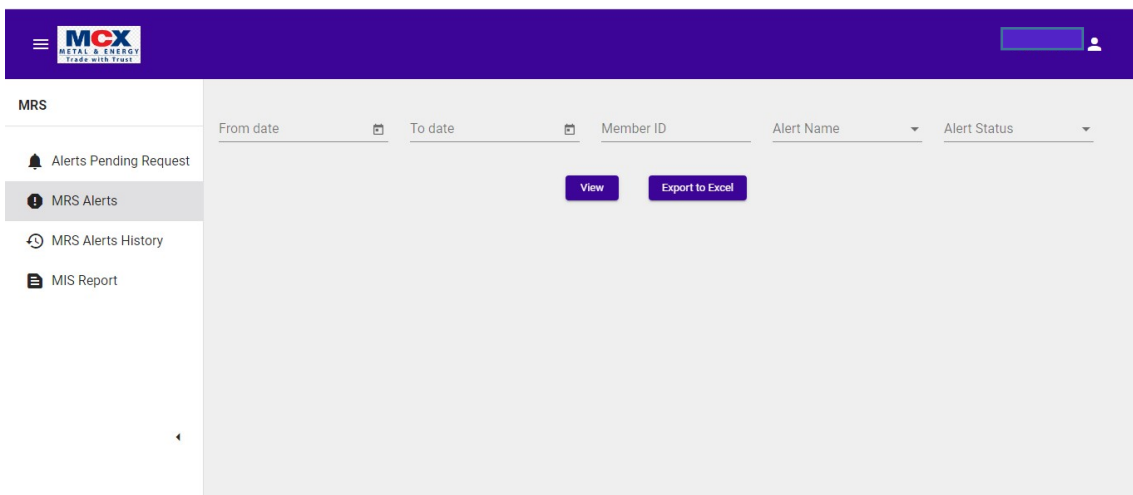 MCX
METAL & ENERGY
Trade with Trust
MRS
From date
To date
Member ID
Alert Name
Alert Status
Alerts Pending Request
MRS Alerts
MRS Alerts History
MIS Report
View
Export to Excel